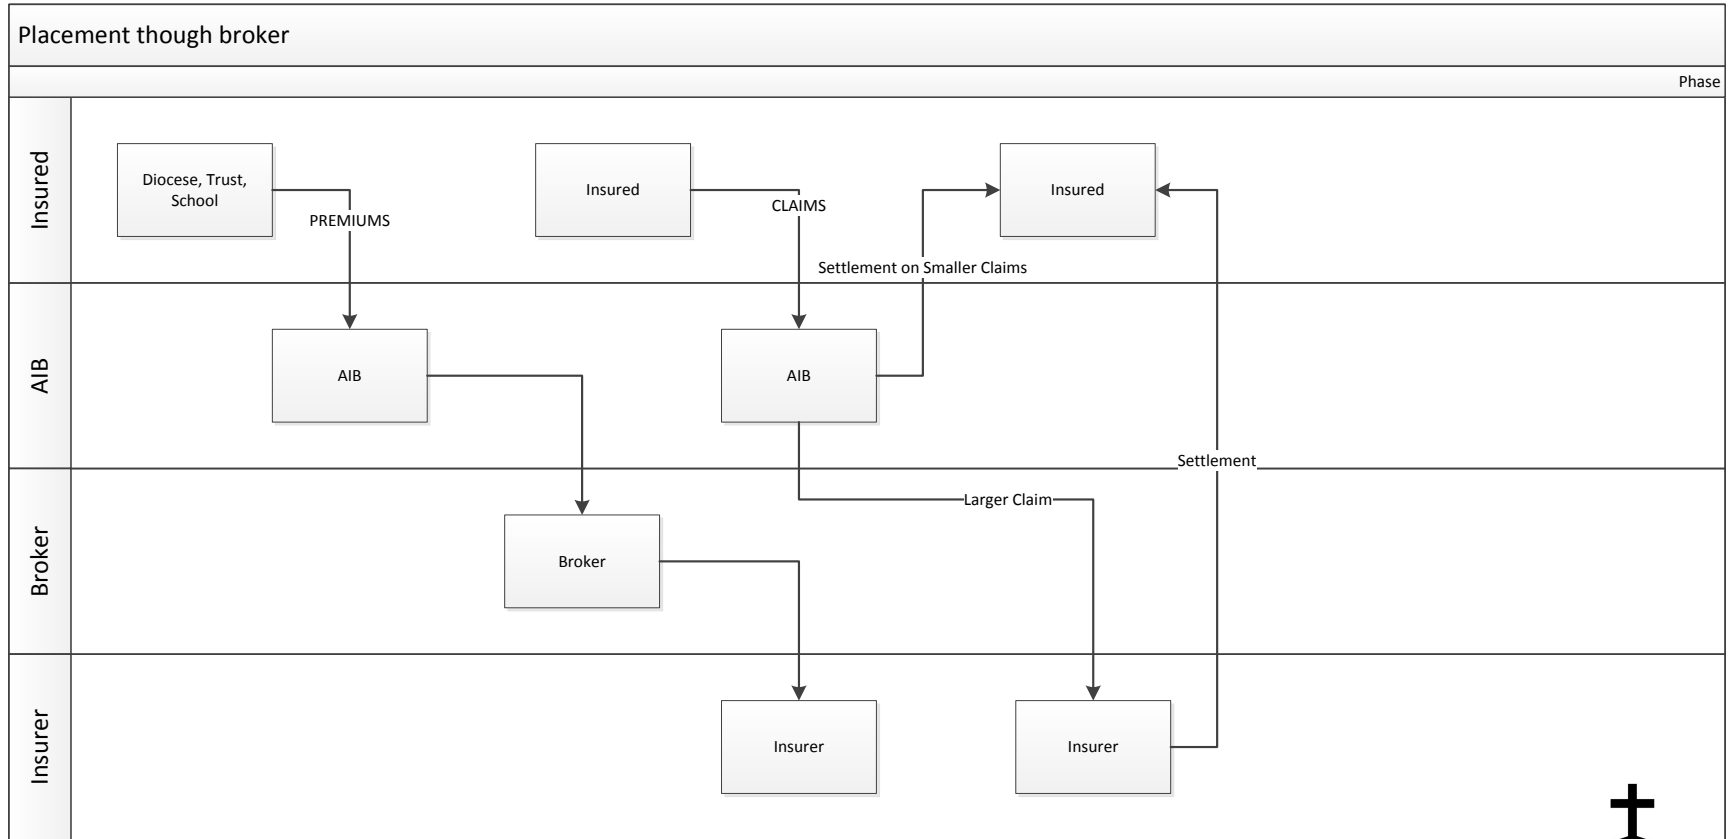 Placement though broker
Phase
Insured
Diocese, Trust,
School
PREMIUMS
Insured
CLAIMS
Insured
Settlement on Smaller Claims
AIB
AIB
AIB
Settlement
Broker
Larger Claim
Broker
Insurer
Insurer
Insurer